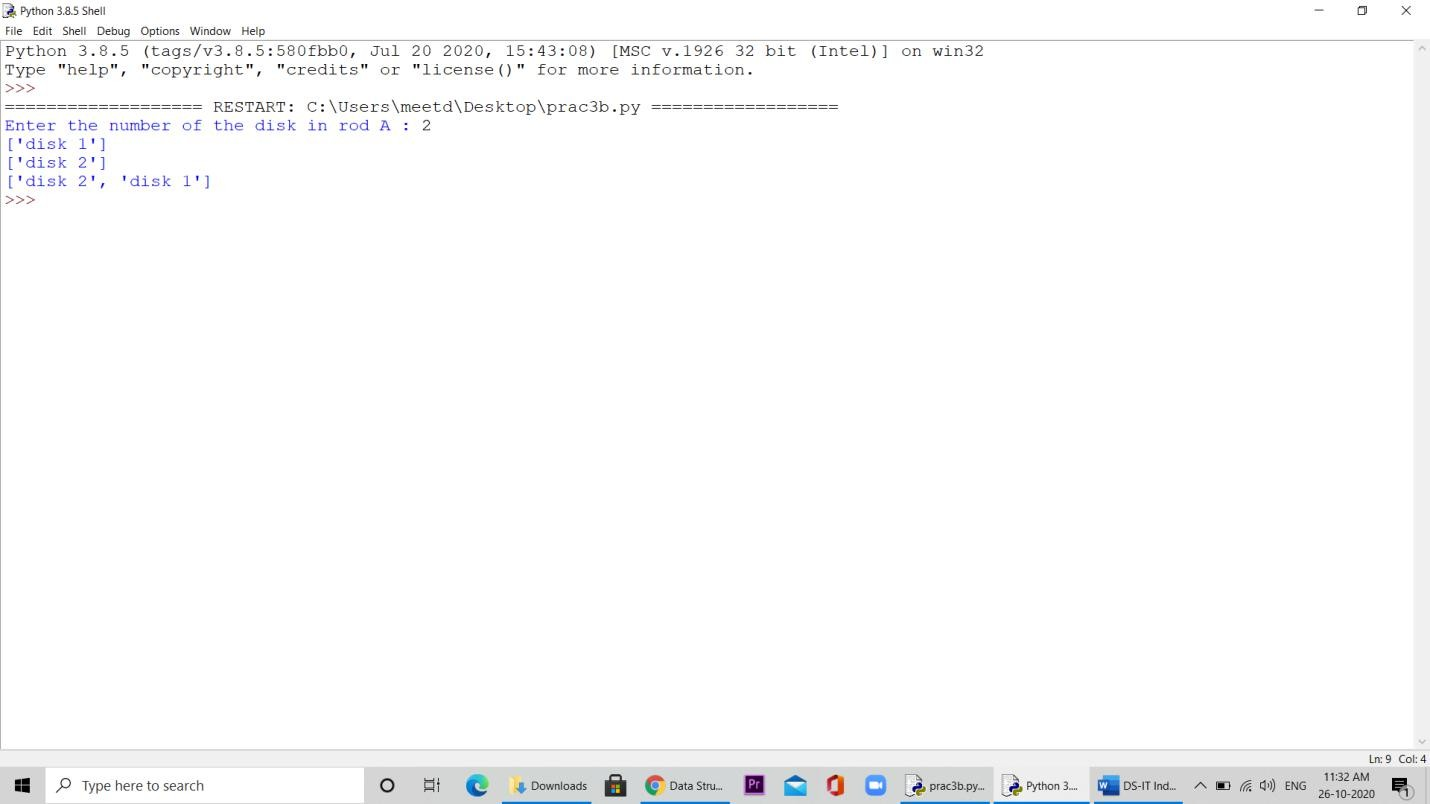 Python 3.8.5 Shell
File Edit Shell Debug Options Window Help
Python 3.8.5 (tags/v3.8.5:580fbb0, Jul 20 2020, 15:43:08) [MSC v.1926 32 bit (Intel)] on win32
Type "help", "copyright", "credits" or "license()" for more information.
>>>
=================== RESTART: C:\Users\meetd\Desktop\prac3b.py ==================
Enter the number of the disk in rod A : 2
['disk 1']
['disk 2']
['disk 2', 'disk 1']
>>>
Ln: 9 Col: 4
Type here to search Downloads Data Stru... Pr prac3b.py... Python 3.... DS-IT Ind... ENG 11:32 AM
26-10-2020 1